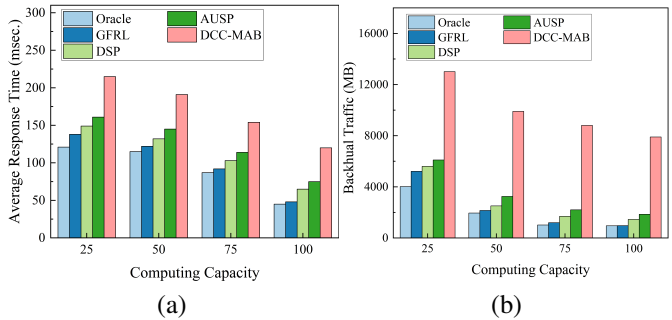 300
250
200
150
100
50
0
Average Response Time (msec.)
Oracle
GFRL
DSP
AUSP
DCC-MAB
25 50 75 100
Computing Capacity
(a)
16000
12000
8000
4000
0
Backhual Traffic (MB)
Oracle
GFRL
DSP
AUSP
DCC-MAB
25 50 75 100
Computing Capacity
(b)